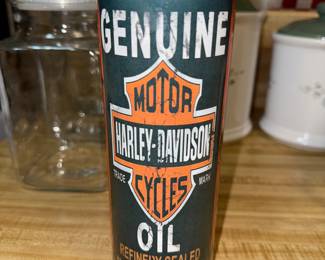 GENUINE
MOTOR
HARLEY-DAVIDSON
CYCLES
TRADE MARK
OIL
REFINERY SEALED